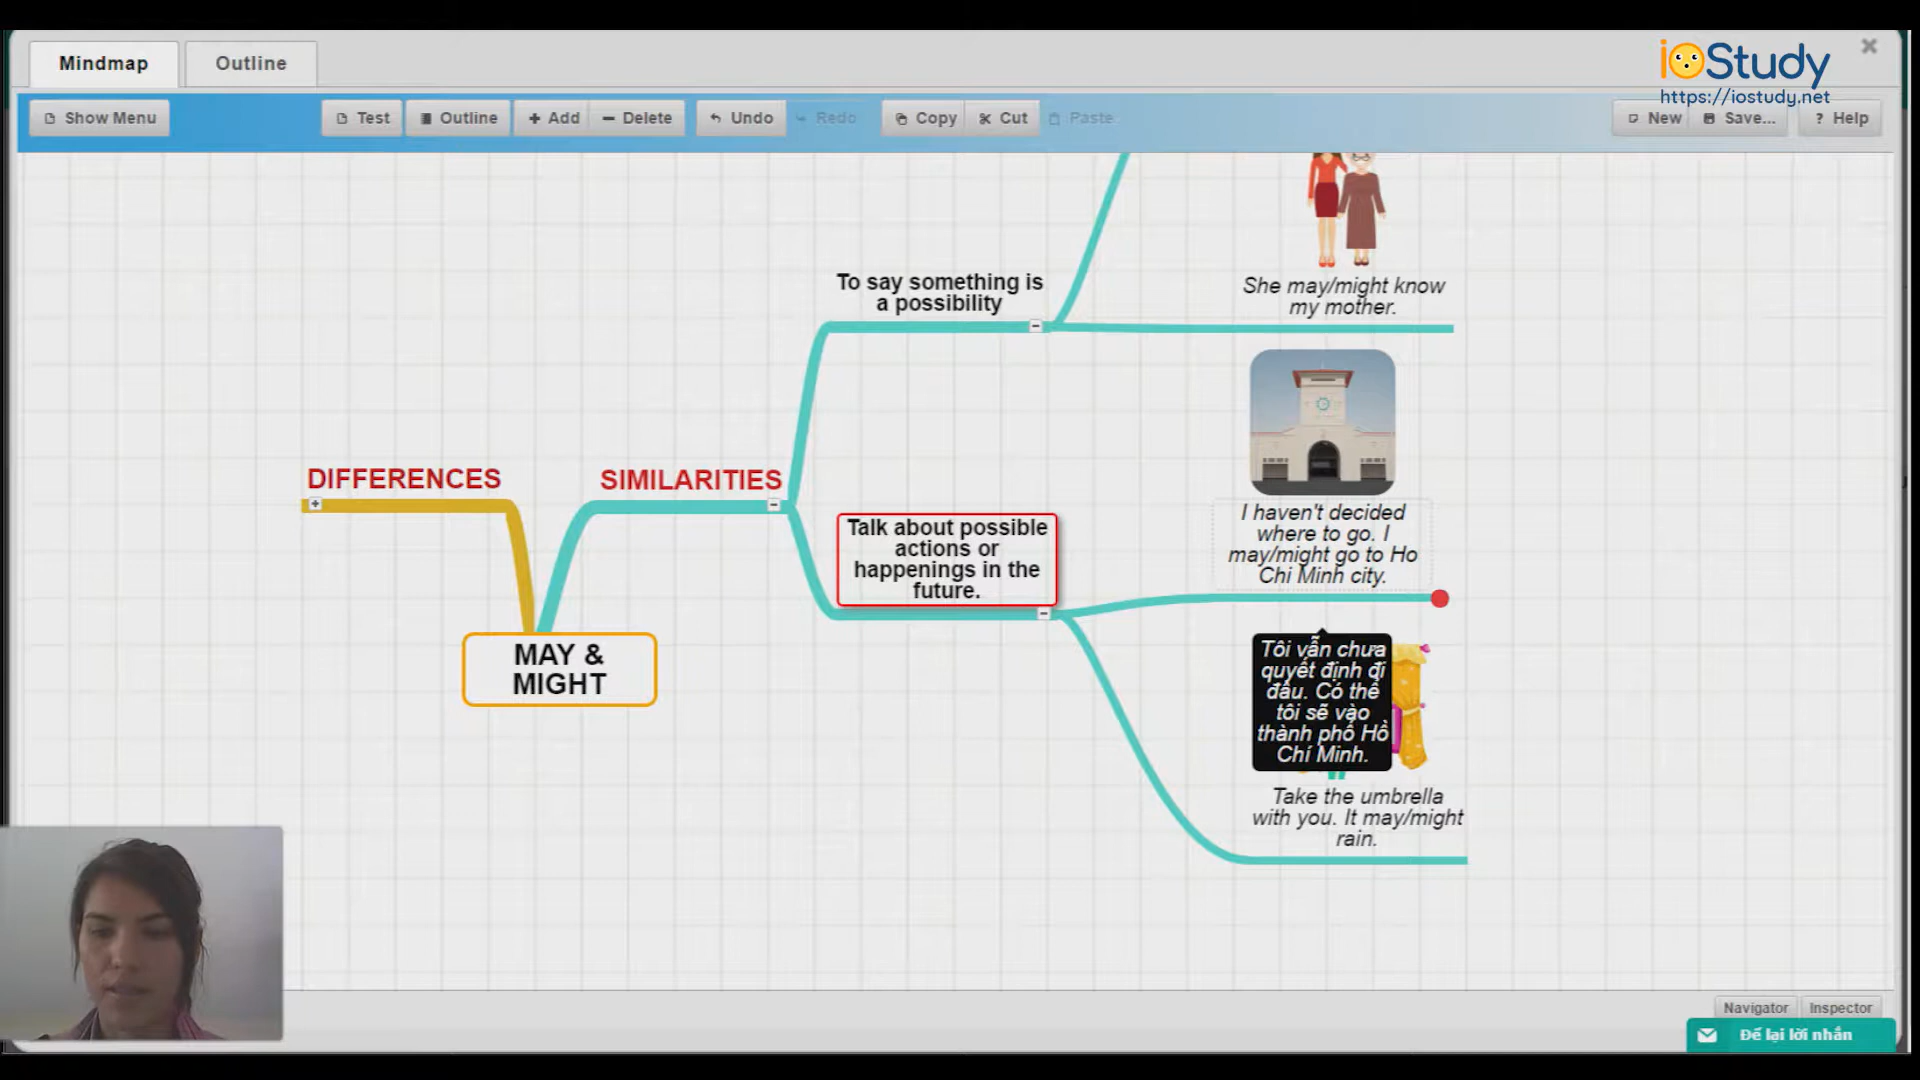 Mindmap
Outline
ioStudy
https://iostudy.net
Show Menu
Test
Outline
Add
Delete
Undo
Redo
Copy
Cut
Paste
New
Save...
? Help
To say something is
a possibility
She may/might know
my mother.
DIFFERENCES
SIMILARITIES
Talk about possible
actions or
happenings in the
future.
I haven't decided
where to go. I
may/might go to Ho
Chi Minh city.
MAY &
MIGHT
Tôi vẫn chưa
quyết định đi
đâu. Có thể
tôi sẽ vào
thành phố Hồ
Chí Minh.
Take the umbrella
with you. It may/might
rain.
Navigator
Inspector
Để lại lời nhắn